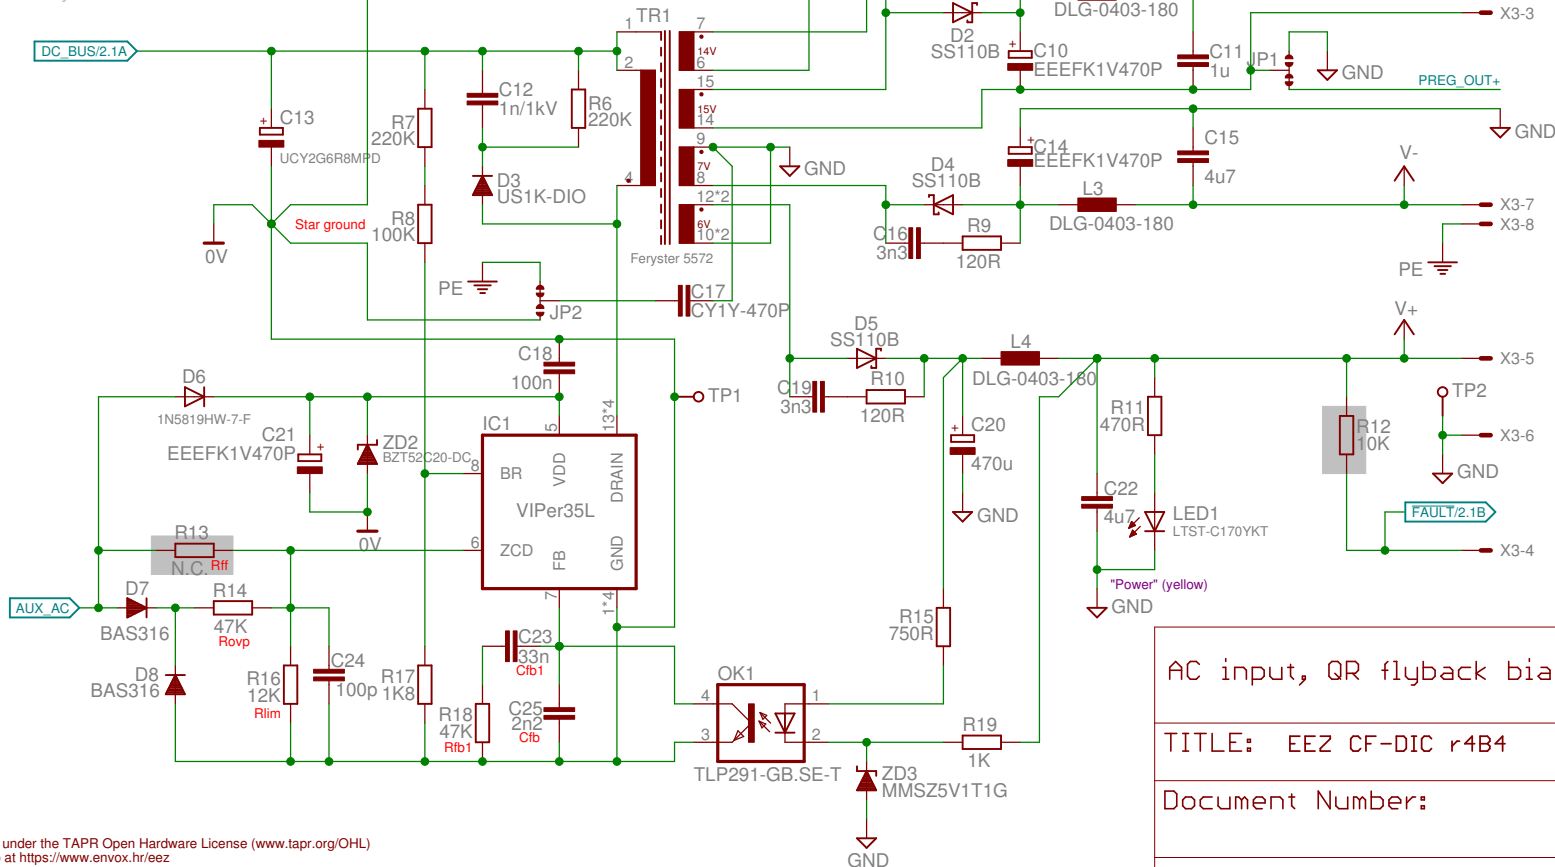 TR1
7
14V
6
15
15V
14
9
7V
8
12*2
6V
10*2
1
2
4
Feryster 5572
DC_BUS/2.1A
C13
UCY2G6R8MPD
R7
220K
C12
1n/1kV
R6
220K
D3
US1K-DIO
R8
100K
Star ground
0V
PE
JP2
C17
CY1Y-470P
GND
D2
SS110B
DLG-0403-180
C10
EEEFK1V470P
C11
1u
JP1
GND
X3-3
PREG_OUT+
GND
C14
EEEFK1V470P
C15
4u7
D4
SS110B
L3
DLG-0403-180
V-
X3-7
X3-8
PE
C16
3n3
R9
120R
D5
SS110B
L4
DLG-0403-180
V+
X3-5
C19
3n3
R10
120R
C20
470u
GND
R11
470R
C22
4u7
LED1
LTST-C170YKT
"Power" (yellow)
GND
R12
10K
TP2
X3-6
GND
FAULT/2.1B
X3-4
C18
100n
TP1
D6
1N5819HW-7-F
C21
EEEFK1V470P
ZD2
BZT52C20-DC
0V
IC1
5
13*4
8
BR
VDD
DRAIN
VIPer35L
6
ZCD
FB
GND
7
1*4
R13
N.C.
Rff
AUX_AC
D7
BAS316
R14
47K
Rovp
D8
BAS316
R16
12K
Rlim
C24
100p
R17
1K8
C23
33n
Cfb1
R18
47K
Rfb1
C25
2n2
Cfb
OK1
4
3
1
2
TLP291-GB.SE-T
R15
750R
R19
1K
ZD3
MMSZ5V1T1G
GND
AC input, QR flyback bia
TITLE: EEZ CF-DIC r4B4
Document Number:
under the TAPR Open Hardware License (www.tapr.org/OHL)
at https://www.envox.hr/eez